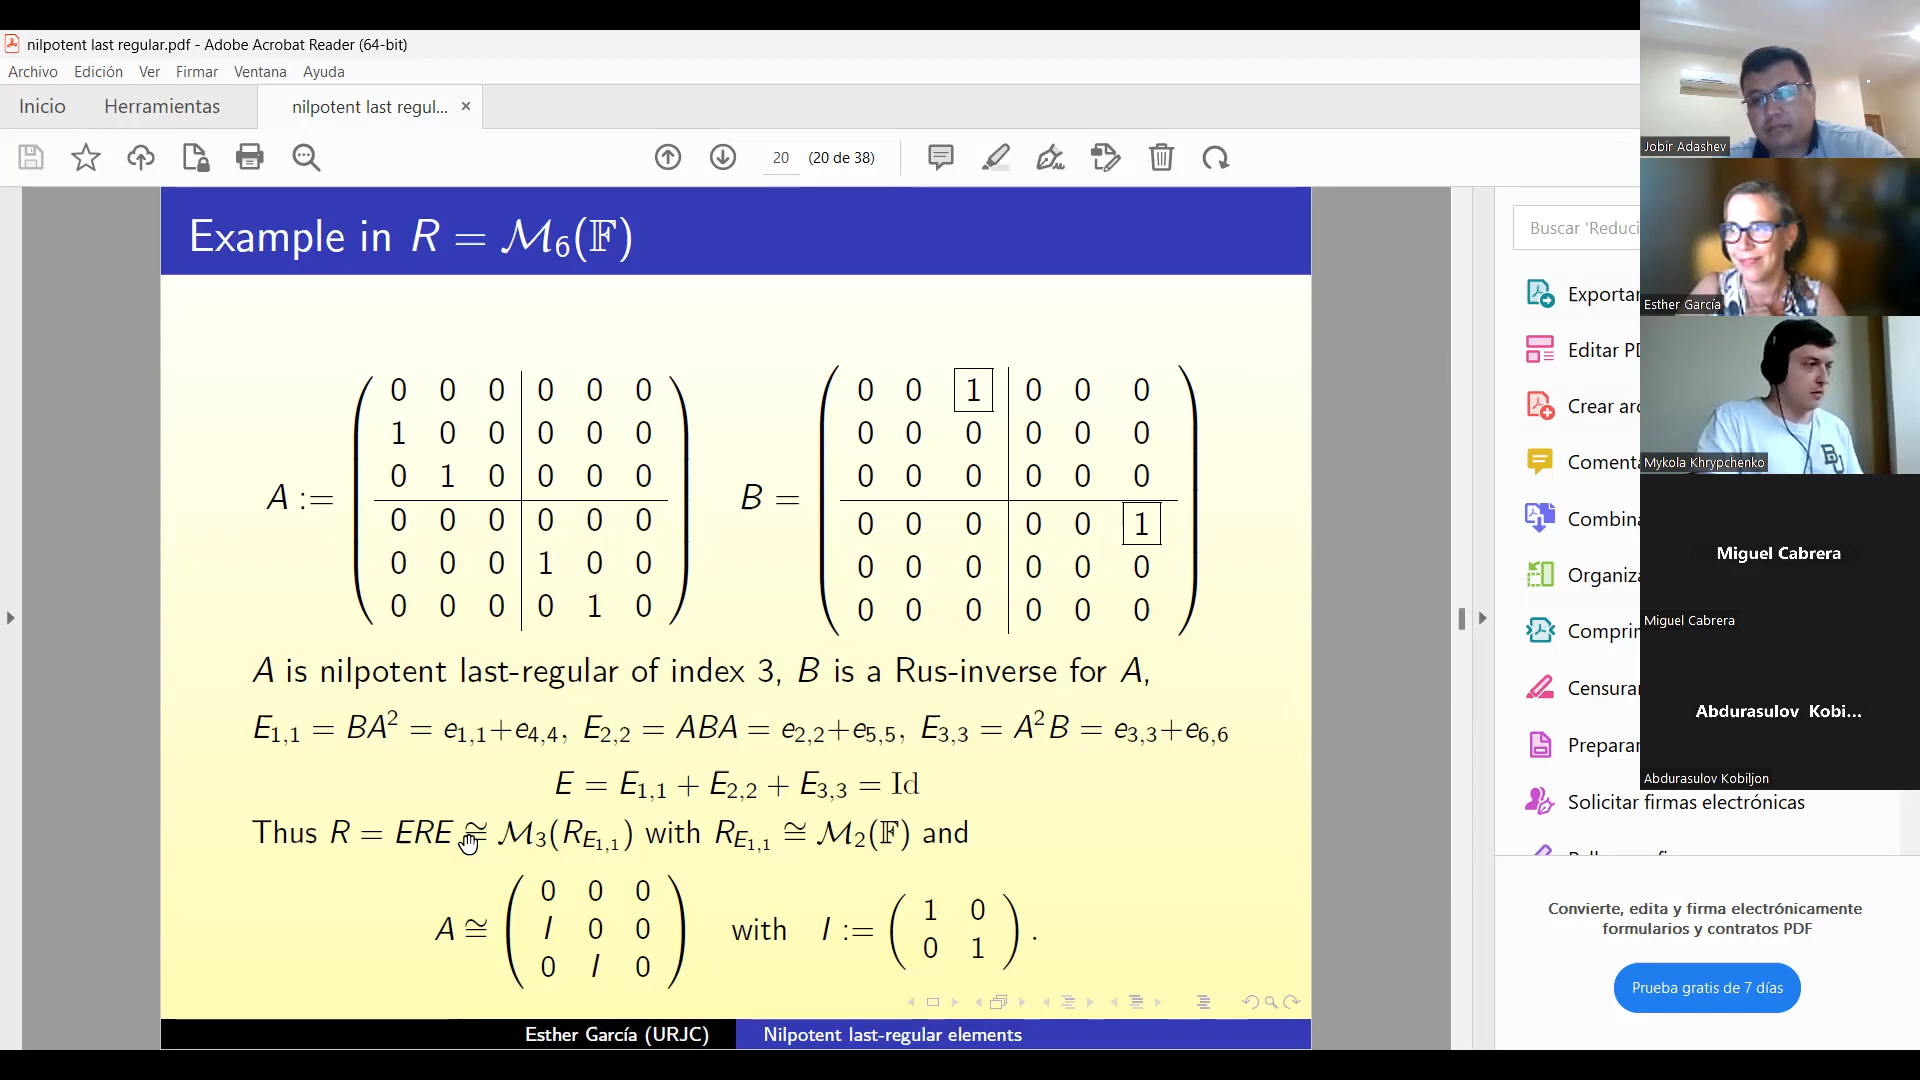 nilpotent last regular.pdf - Adobe Acrobat Reader (64-bit)
Archivo Edición Ver Firmar Ventana Ayuda
Inicio Herramientas nilpotent last regul... ×
20 (20 de 38)
Example in R = M₆(𝔽)
A :=
0 0 0 0 0 0
1 0 0 0 0 0
0 1 0 0 0 0
0 0 0 0 0 0
0 0 0 1 0 0
0 0 0 0 1 0
B =
0 0 1 0 0 0
0 0 0 0 0 0
0 0 0 0 0 0
0 0 0 0 0 1
0 0 0 0 0 0
0 0 0 0 0 0
A is nilpotent last-regular of index 3, B is a Rus-inverse for A,
E₁,₁ = BA² = e₁,₁+e₄,₄, E₂,₂ = ABA = e₂,₂+e₅,₅, E₃,₃ = A²B = e₃,₃+e₆,₆
E = E₁,₁ + E₂,₂ + E₃,₃ = Id
Thus R = ERE ≅ M₃(R_E₁,₁) with R_E₁,₁ ≅ M₂(𝔽) and
A ≅
0 0 0
I 0 0
0 I 0
with I :=
1 0
0 1
.
Esther García (URJC) Nilpotent last-regular elements
Buscar 'Reduci
Exportar
Editar PD
Crear arc
Comenta
Combina
Organiza
Comprim
Censurar
Preparar
Solicitar firmas electrónicas
Convierte, edita y firma electrónicamente
formularios y contratos PDF
Prueba gratis de 7 días
Jobir Adashev
Esther García
Mykola Khrypchenko
Miguel Cabrera
Miguel Cabrera
Abdurasulov Kobi...
Abdurasulov Kobiljon